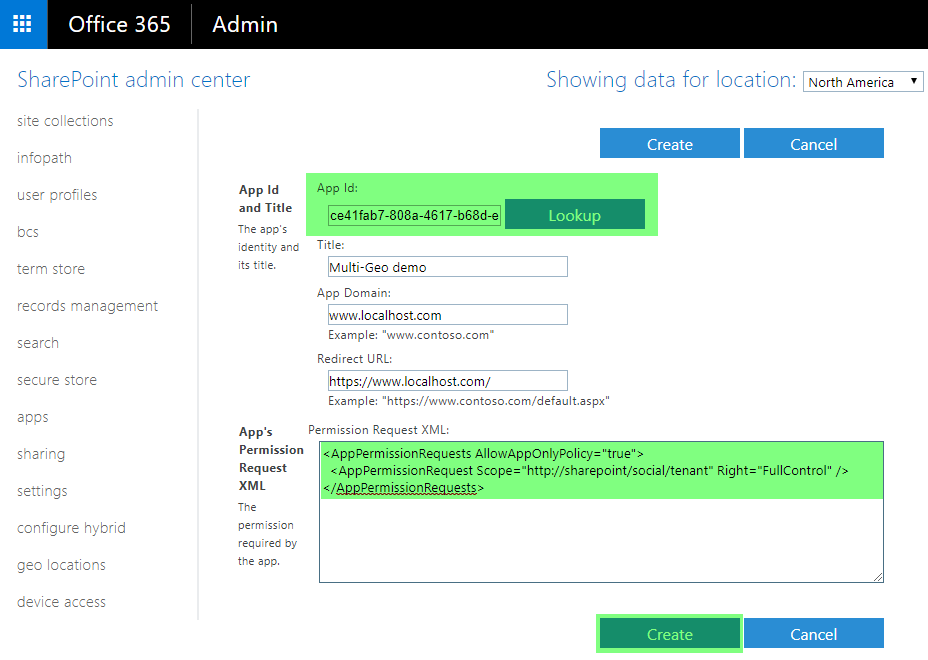 Office 365 Admin
SharePoint admin center
Showing data for location: North America
site collections
infopath
user profiles
bcs
term store
records management
search
secure store
apps
sharing
settings
configure hybrid
geo locations
device access
Create Cancel
App Id
and Title
The app's
identity and
its title.
App Id:
ce41fab7-808a-4617-b68d-e Lookup
Title:
Multi-Geo demo
App Domain:
www.localhost.com
Example: "www.contoso.com"
Redirect URL:
https://www.localhost.com/
Example: "https://www.contoso.com/default.aspx"
App's
Permission
Request
XML
The
permission
required by
the app.
Permission Request XML:
<AppPermissionRequests AllowAppOnlyPolicy="true">
<AppPermissionRequest Scope="http://sharepoint/social/tenant" Right="FullControl" />
</AppPermissionRequests>
Create Cancel